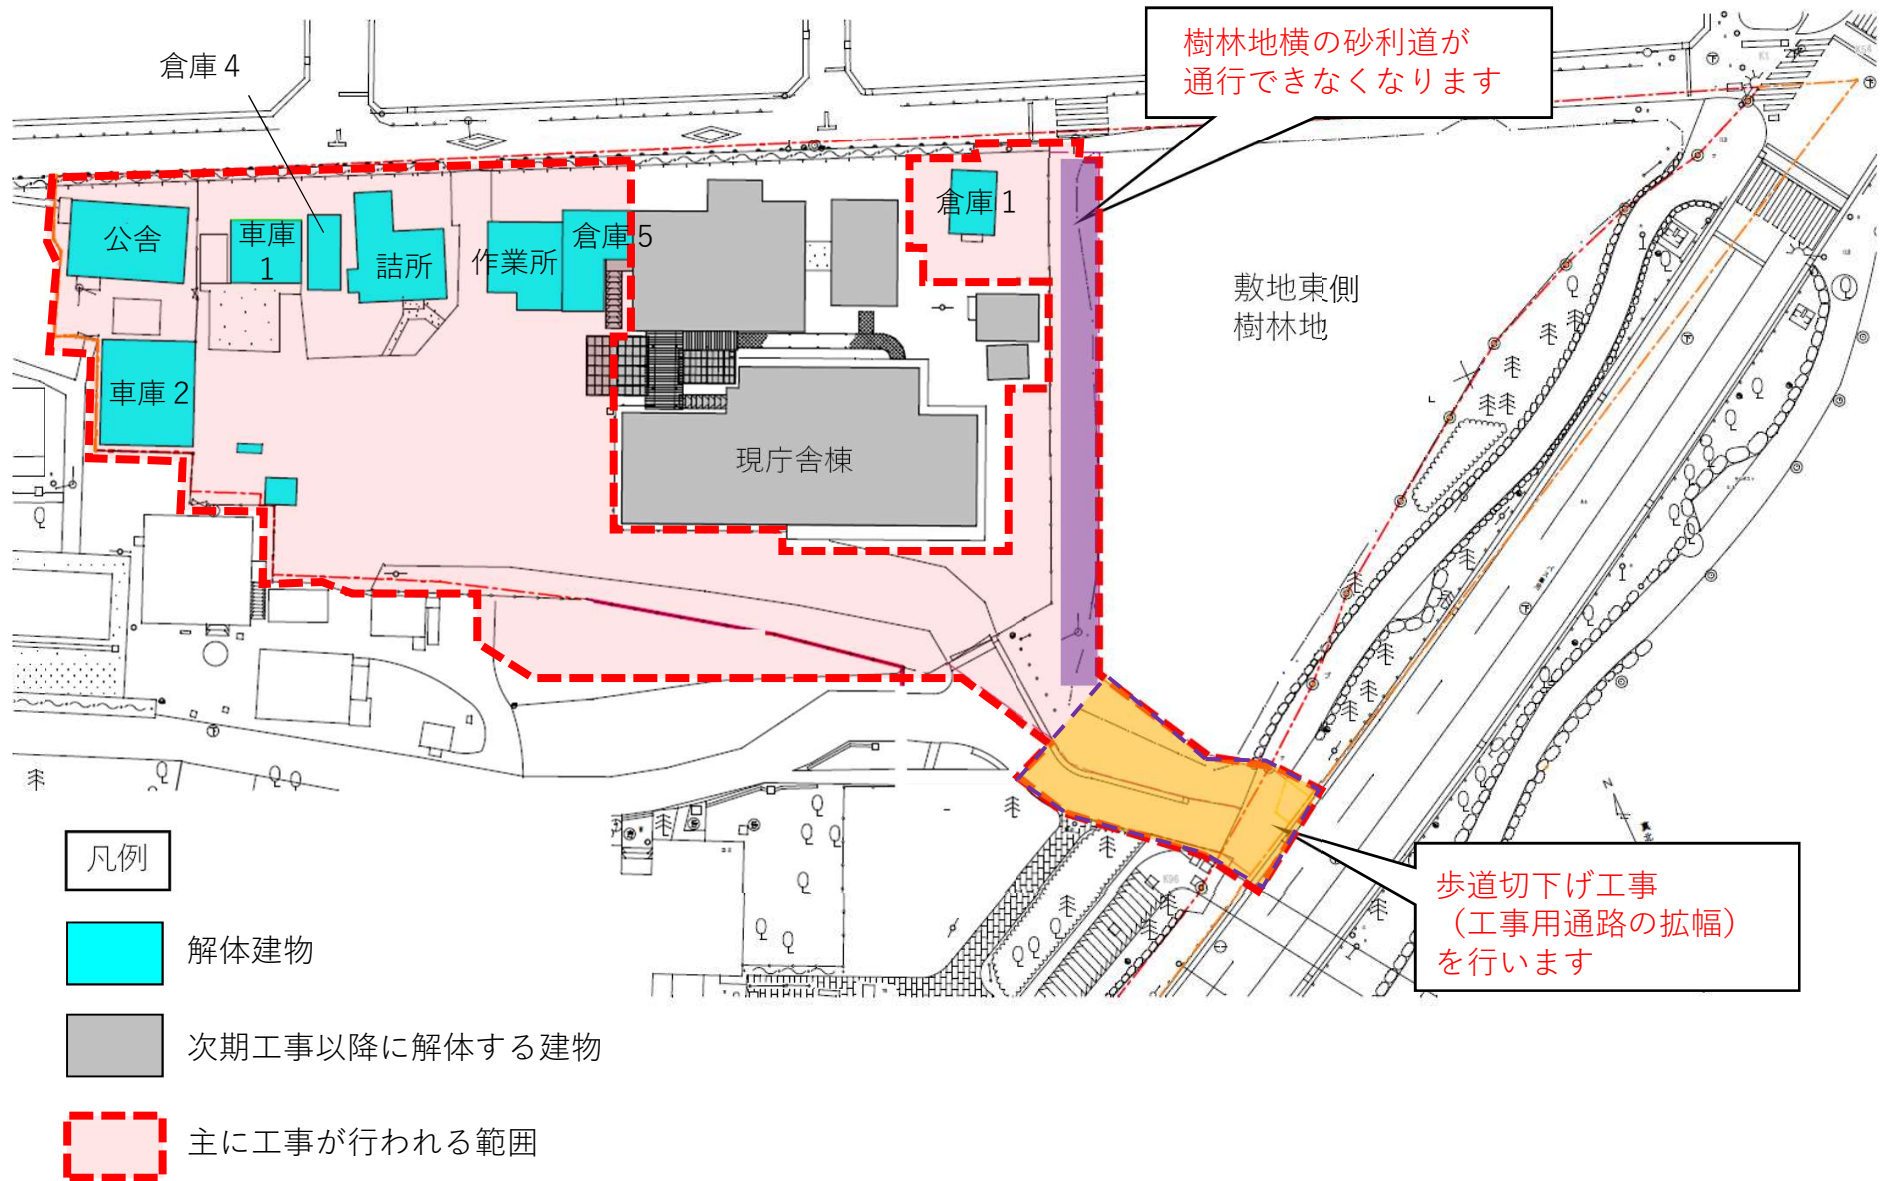 樹林地横の砂利道が
通行できなくなります
倉庫4
公舎
車庫
1
詰所
作業所
倉庫5
倉庫1
敷地東側
樹林地
車庫2
現庁舎棟
N
真北
K96
歩道切下げ工事
（工事用通路の拡幅）
を行います
凡例
解体建物
次期工事以降に解体する建物
主に工事が行われる範囲